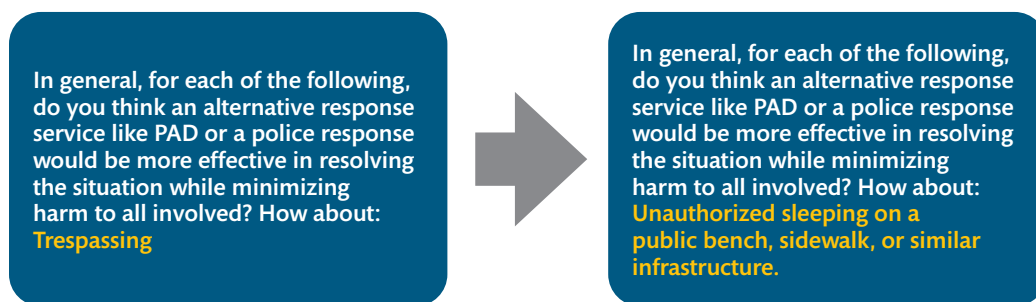 In general, for each of the following,
do you think an alternative response
service like PAD or a police response
would be more effective in resolving
the situation while minimizing
harm to all involved? How about:
Trespassing
In general, for each of the following,
do you think an alternative response
service like PAD or a police response
would be more effective in resolving
the situation while minimizing
harm to all involved? How about:
Unauthorized sleeping on a
public bench, sidewalk, or similar
infrastructure.